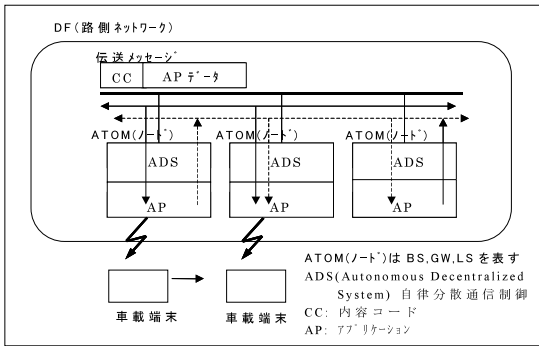 DF(路側ネットワーク)
伝送メッセージ
CC APデータ
ATOM(ノード) ATOM(ノード) ATOM(ノード)
ADS ADS ADS
AP AP AP
車載端末 車載端末
ATOM(ノード)は BS,GW,LS を表す
ADS(Autonomous Decentralized
System) 自律分散通信制御
CC: 内容コード
AP: アプリケーション